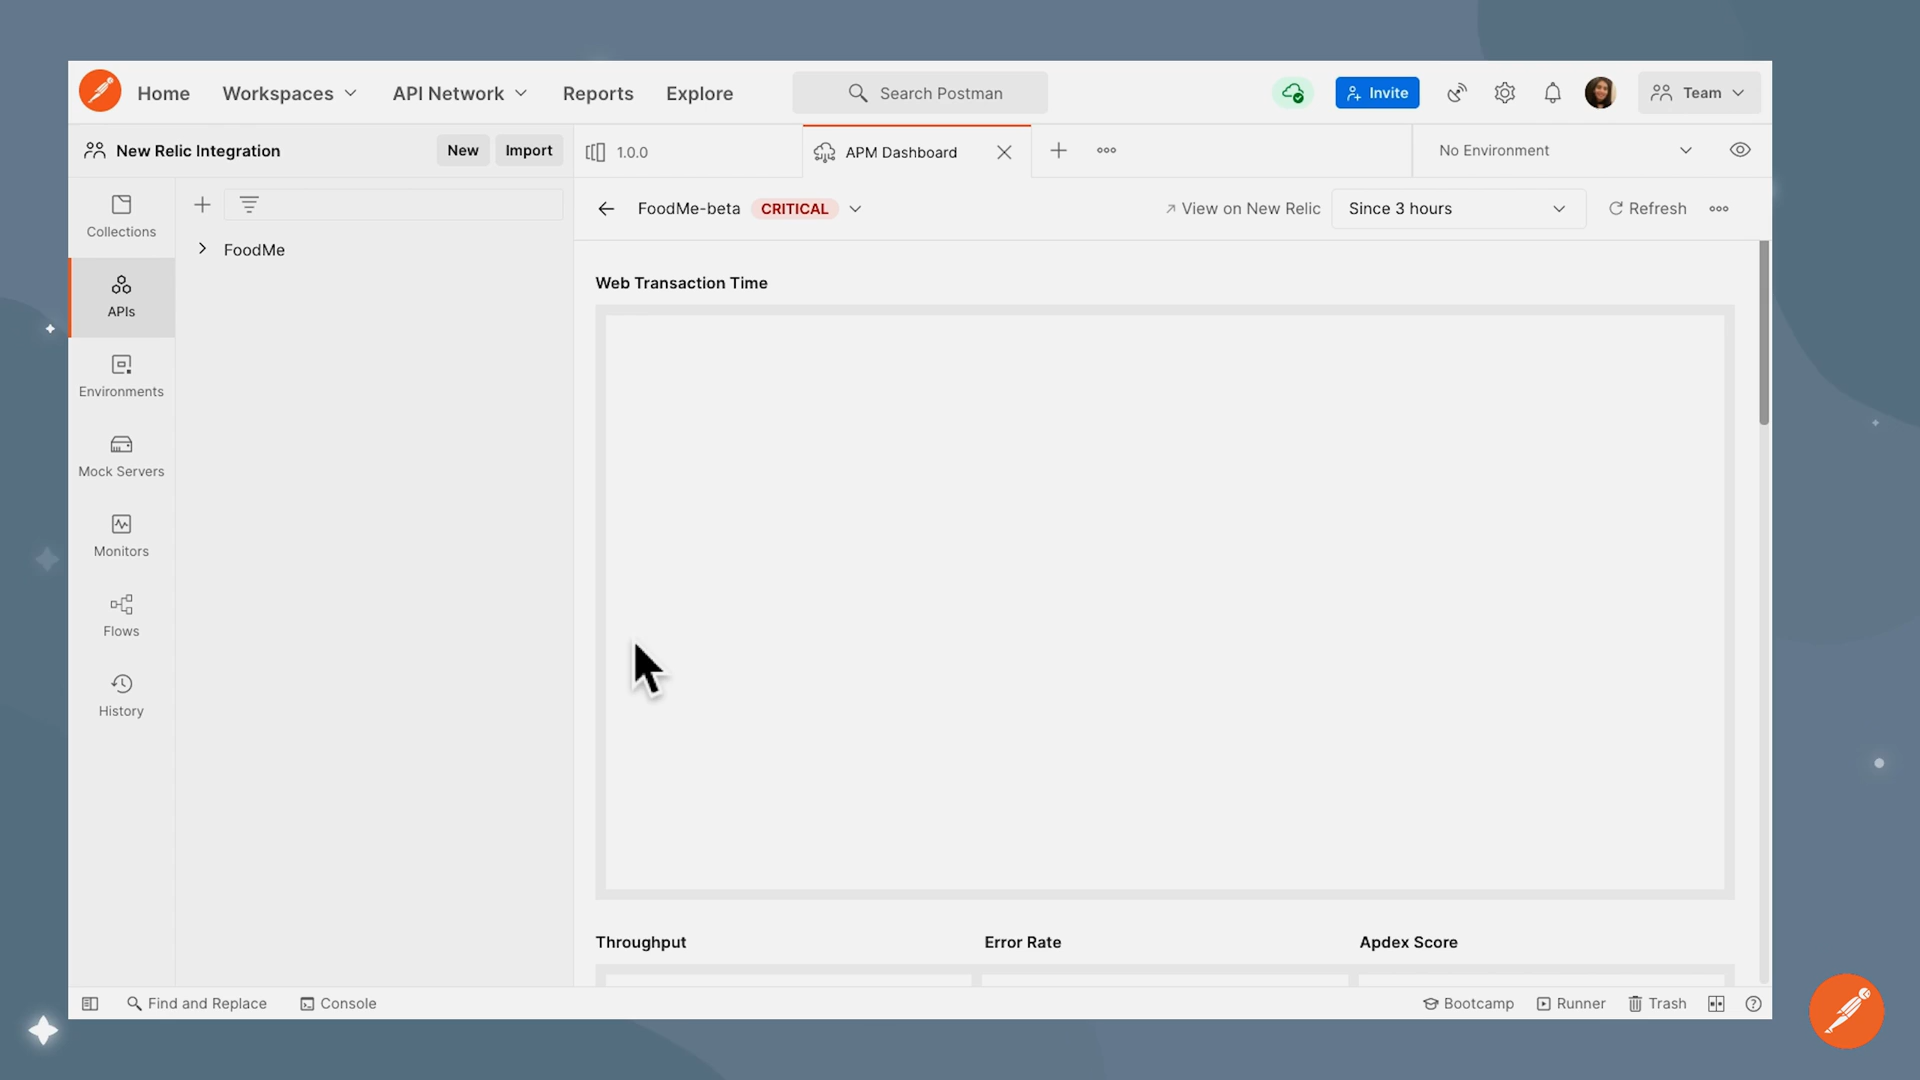 Home
Workspaces
API Network
Reports
Explore
Search Postman
Invite
Team
New Relic Integration
New
Import
1.0.0
APM Dashboard
No Environment
Collections
APIs
Environments
Mock Servers
Monitors
Flows
History
FoodMe
FoodMe-beta
CRITICAL
View on New Relic
Since 3 hours
Refresh
Web Transaction Time
Throughput
Error Rate
Apdex Score
Find and Replace
Console
Bootcamp
Runner
Trash